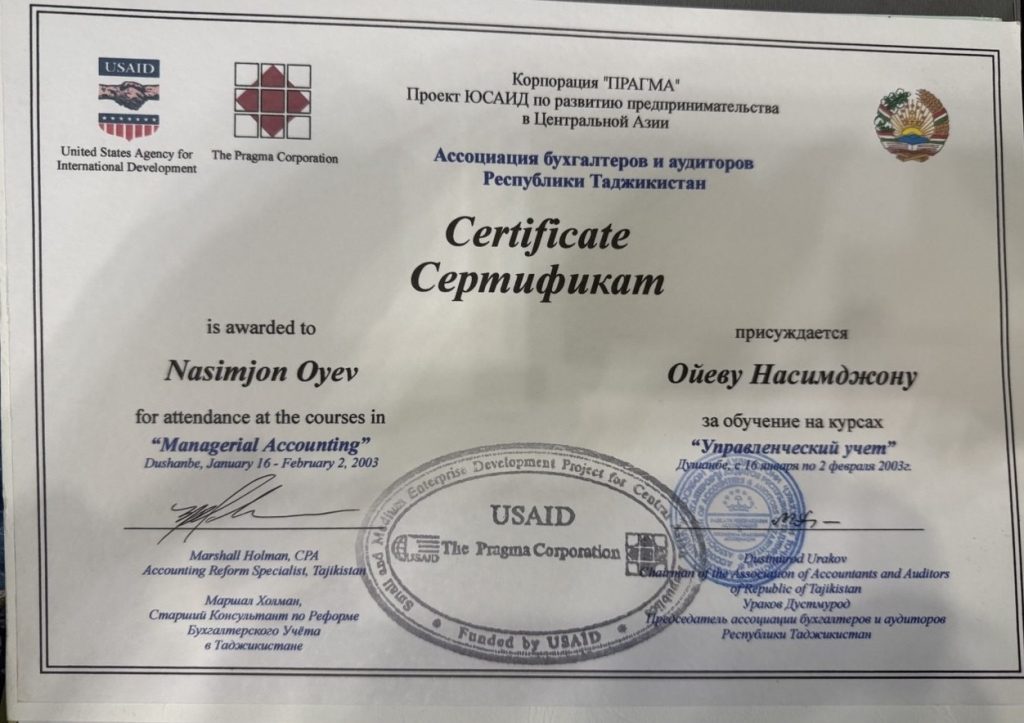 USAID
United States Agency for
International Development
The Pragma Corporation
Корпорация "ПРАГМА"
Проект ЮСАИД по развитию предпринимательства
в Центральной Азии
Ассоциация бухгалтеров и аудиторов
Республики Таджикистан
Certificate
Сертификат
is awarded to
Nasimjon Oyev
for attendance at the courses in
“Managerial Accounting”
Dushanbe, January 16 - February 2, 2003
присуждается
Ойеву Насимджону
за обучение на курсах
“Управленческий учет”
Душанбе, с 16 января по 2 февраля 2003г.
Marshall Holman, CPA
Accounting Reform Specialist, Tajikistan
Маршал Холман,
Старший Консультант по Реформе
Бухгалтерского Учёта
в Таджикистане
Small and Medium Enterprise Development Project for Central
USAID
USAID
The Pragma Corporation
Funded by USAID
Dustmurod Urakov
Chairman of the Association of Accountants and Auditors
of Republic of Tajikistan
Ураков Дустмурод
Председатель ассоциации бухгалтеров и аудиторов
Республики Таджикистан